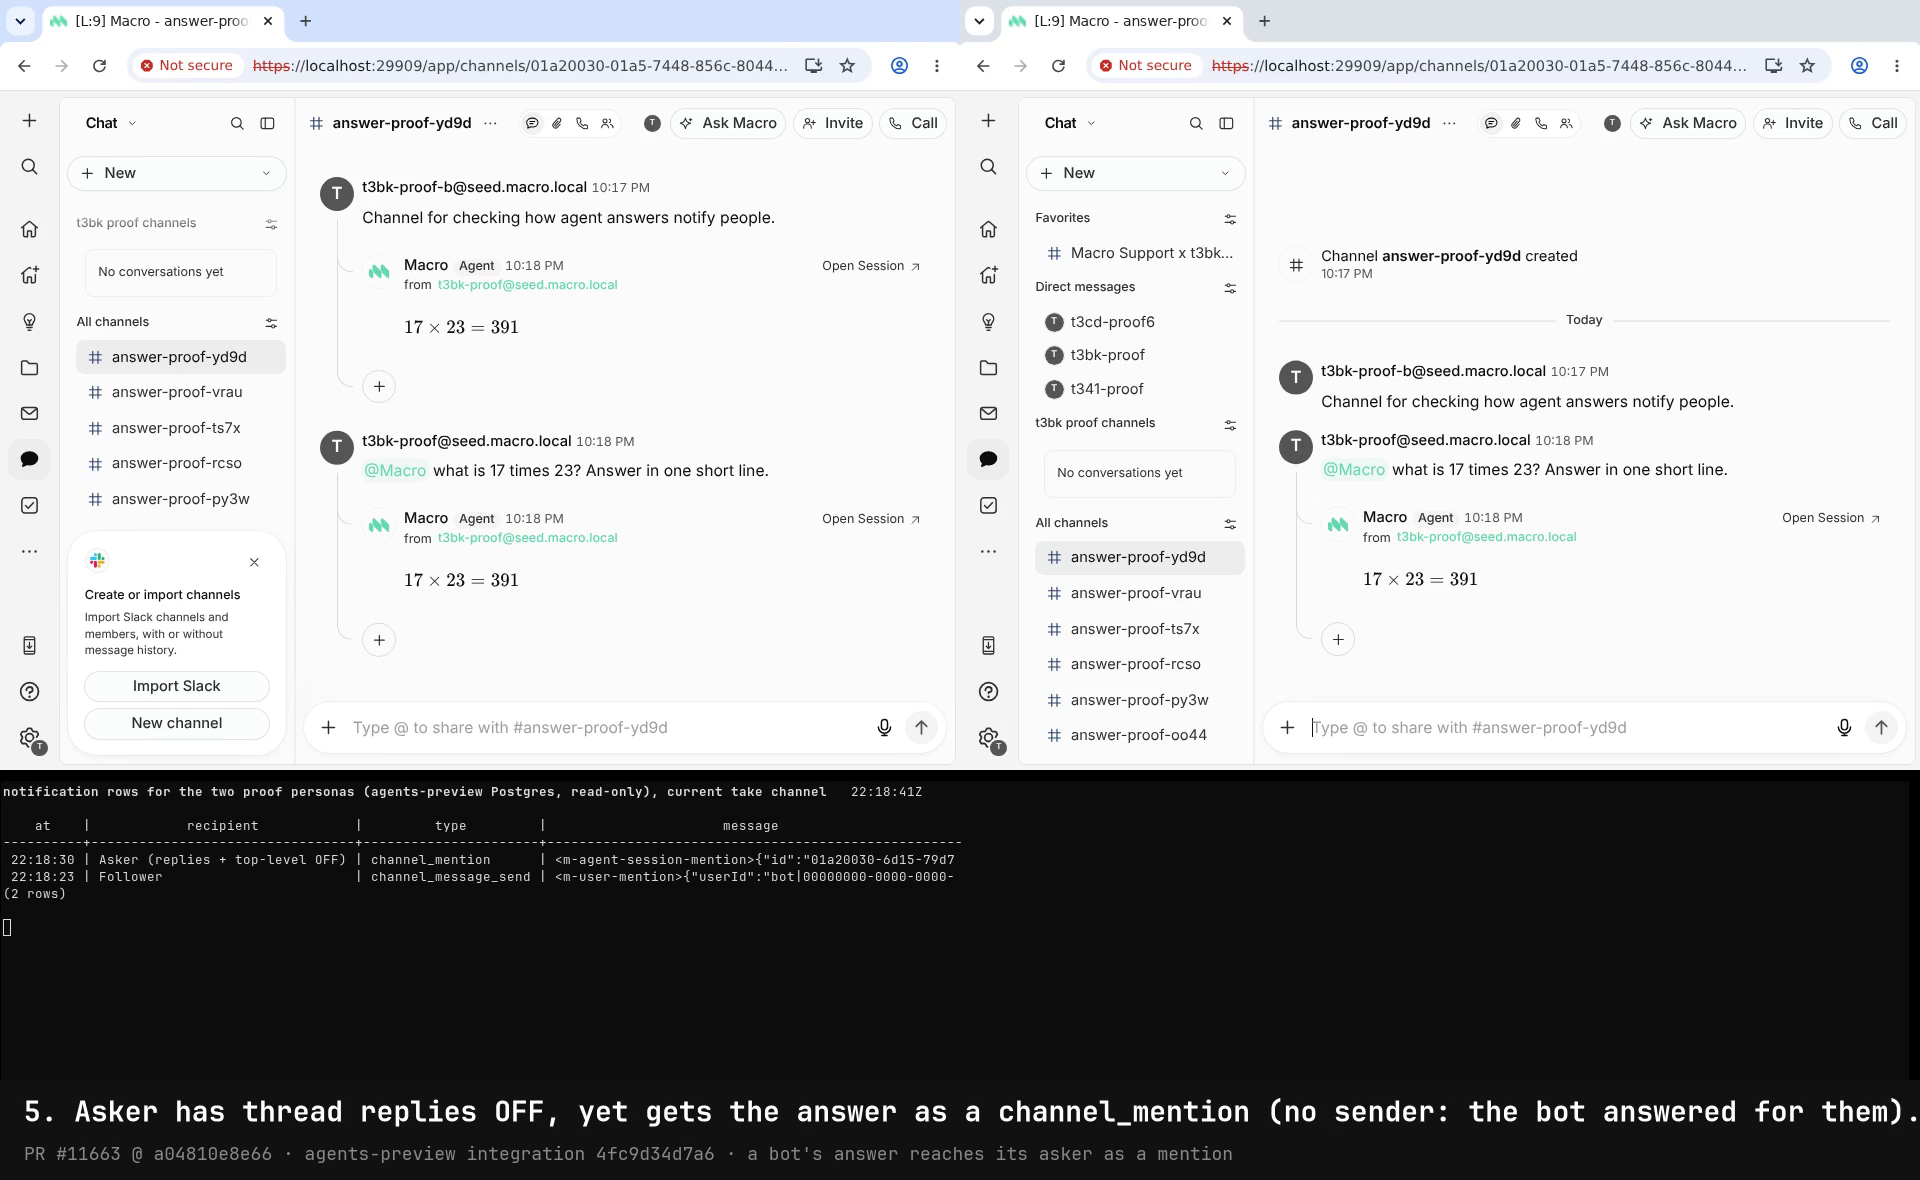 [L:9] Macro - answer-proo
Not secure
https://localhost:29909/app/channels/01a20030-01a5-7448-856c-8044...
Chat
New
t3bk proof channels
No conversations yet
All channels
answer-proof-yd9d
answer-proof-vrau
answer-proof-ts7x
answer-proof-rcso
answer-proof-py3w
Create or import channels
Import Slack channels and
members, with or without
message history.
Import Slack
New channel
T
answer-proof-yd9d
T
Ask Macro
Invite
Call
T
t3bk-proof-b@seed.macro.local 10:17 PM
Channel for checking how agent answers notify people.
Macro Agent 10:18 PM Open Session
from t3bk-proof@seed.macro.local
17 × 23 = 391
T
t3bk-proof@seed.macro.local 10:18 PM
@Macro what is 17 times 23? Answer in one short line.
Macro Agent 10:18 PM Open Session
from t3bk-proof@seed.macro.local
17 × 23 = 391
Type @ to share with #answer-proof-yd9d
[L:9] Macro - answer-proo
Not secure
https://localhost:29909/app/channels/01a20030-01a5-7448-856c-8044...
Chat
New
Favorites
Macro Support x t3bk...
Direct messages
T t3cd-proof6
T t3bk-proof
T t341-proof
t3bk proof channels
No conversations yet
All channels
answer-proof-yd9d
answer-proof-vrau
answer-proof-ts7x
answer-proof-rcso
answer-proof-py3w
answer-proof-oo44
T
answer-proof-yd9d
T
Ask Macro
Invite
Call
Channel answer-proof-yd9d created
10:17 PM
Today
T
t3bk-proof-b@seed.macro.local 10:17 PM
Channel for checking how agent answers notify people.
T
t3bk-proof@seed.macro.local 10:18 PM
@Macro what is 17 times 23? Answer in one short line.
Macro Agent 10:18 PM Open Session
from t3bk-proof@seed.macro.local
17 × 23 = 391
Type @ to share with #answer-proof-yd9d
notification rows for the two proof personas (agents-preview Postgres, read-only), current take channel 22:18:41Z
at | recipient | type | message
----------+---------------------------------+----------------------+----------------------------------------------------
22:18:30 | Asker (replies + top-level OFF) | channel_mention | <m-agent-session-mention>{"id":"01a20030-6d15-79d7
22:18:23 | Follower | channel_message_send | <m-user-mention>{"userId":"bot|00000000-0000-0000-
(2 rows)
5. Asker has thread replies OFF, yet gets the answer as a channel_mention (no sender: the bot answered for them).
PR #11663 @ a04810e8e66 · agents-preview integration 4fc9d34d7a6 · a bot's answer reaches its asker as a mention